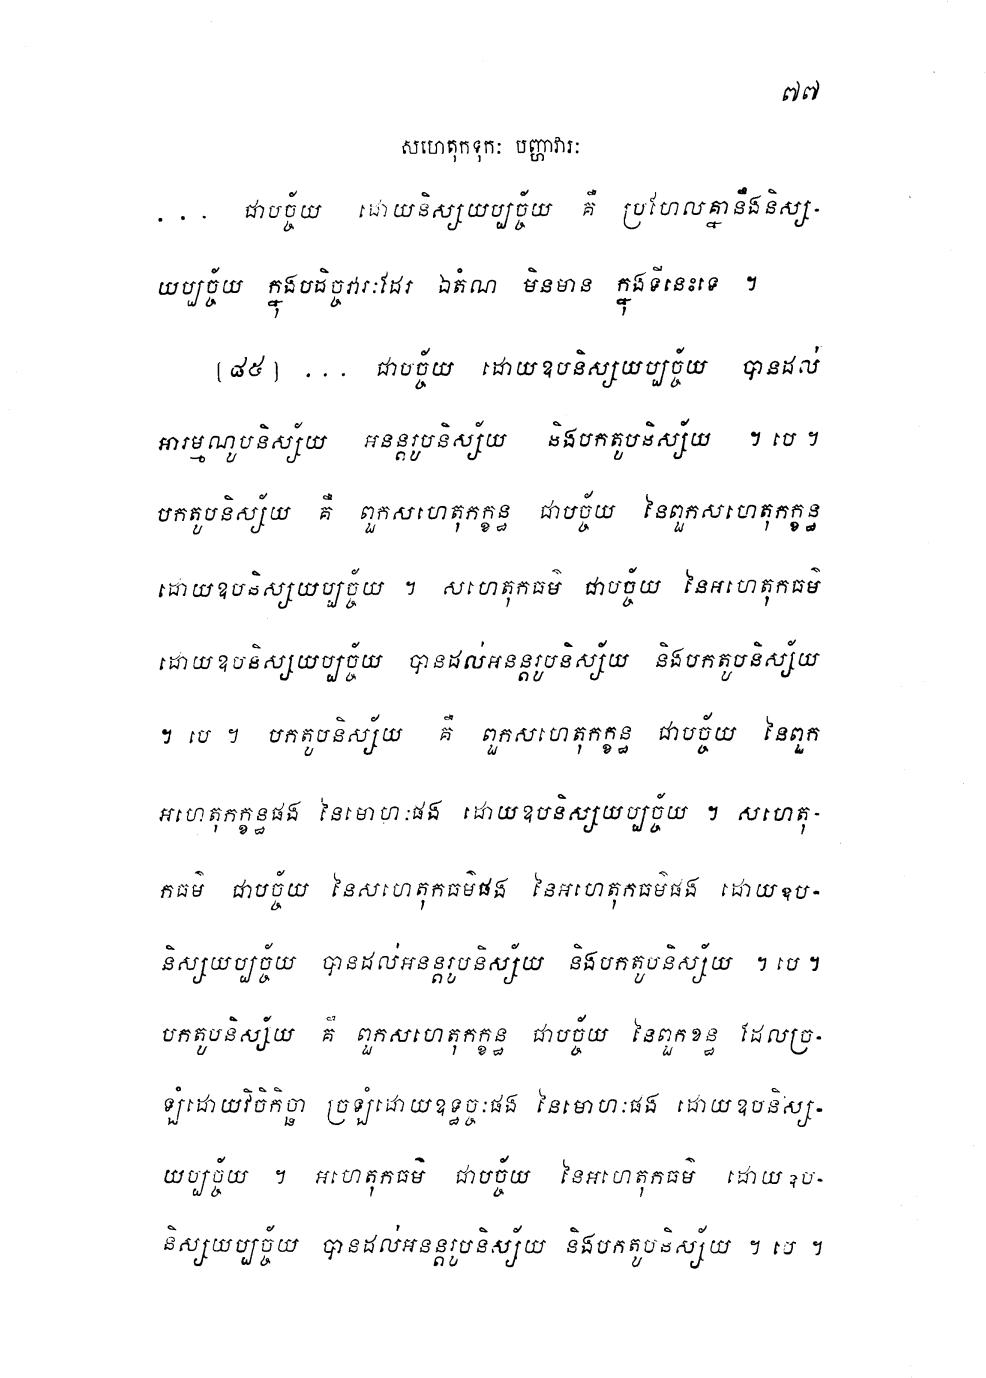 ៧៧
សហេតុកទុកៈ បញ្ហាវារៈ
. . . ជាបច្ច័យ ដោយនិស្សយប្បច្ច័យ គឺ ប្រហែលគ្នានឹងនិស្ស-
យប្បច្ច័យ ក្នុងបដិច្ចវារៈដែរ ឯតំណ មិនមាន ក្នុងទីនេះទេ ។
[៨៥] . . . ជាបច្ច័យ ដោយឧបនិស្សយប្បច្ច័យ បានដល់
អារម្មណូបនិស្ស័យ អនន្តរូបនិស្ស័យ និងបកតូបនិស្ស័យ ។ បេ ។
បកតូបនិស្ស័យ គឺ ពួកសហេតុកក្ខន្ធ ជាបច្ច័យ នៃពួកសហេតុកក្ខន្ធ
ដោយឧបនិស្សយប្បច្ច័យ ។ សហេតុកធម៌ ជាបច្ច័យ នៃអហេតុកធម៌
ដោយឧបនិស្សយប្បច្ច័យ បានដល់អនន្តរូបនិស្ស័យ និងបកតូបនិស្ស័យ
។ បេ ។ បកតូបនិស្ស័យ គឺ ពួកសហេតុកក្ខន្ធ ជាបច្ច័យ នៃពួក
អហេតុកក្ខន្ធផង នៃមោហៈផង ដោយឧបនិស្សយប្បច្ច័យ ។ សហេតុ-
កធម៌ ជាបច្ច័យ នៃសហេតុកធម៌ផង នៃអហេតុកធម៌ផង ដោយឧប-
និស្សយប្បច្ច័យ បានដល់អនន្តរូបនិស្ស័យ និងបកតូបនិស្ស័យ ។ បេ ។
បកតូបនិស្ស័យ គឺ ពួកសហេតុកក្ខន្ធ ជាបច្ច័យ នៃពួកខន្ធ ដែលច្រ-
ឡំដោយវិចិកិច្ឆា ច្រឡំដោយឧទ្ធច្ចៈផង នៃមោហៈផង ដោយឧបនិស្ស-
យប្បច្ច័យ ។ អហេតុកធម៌ ជាបច្ច័យ នៃអហេតុកធម៌ ដោយឧប-
និស្សយប្បច្ច័យ បានដល់អនន្តរូបនិស្ស័យ និងបកតូបនិស្ស័យ ។ បេ ។